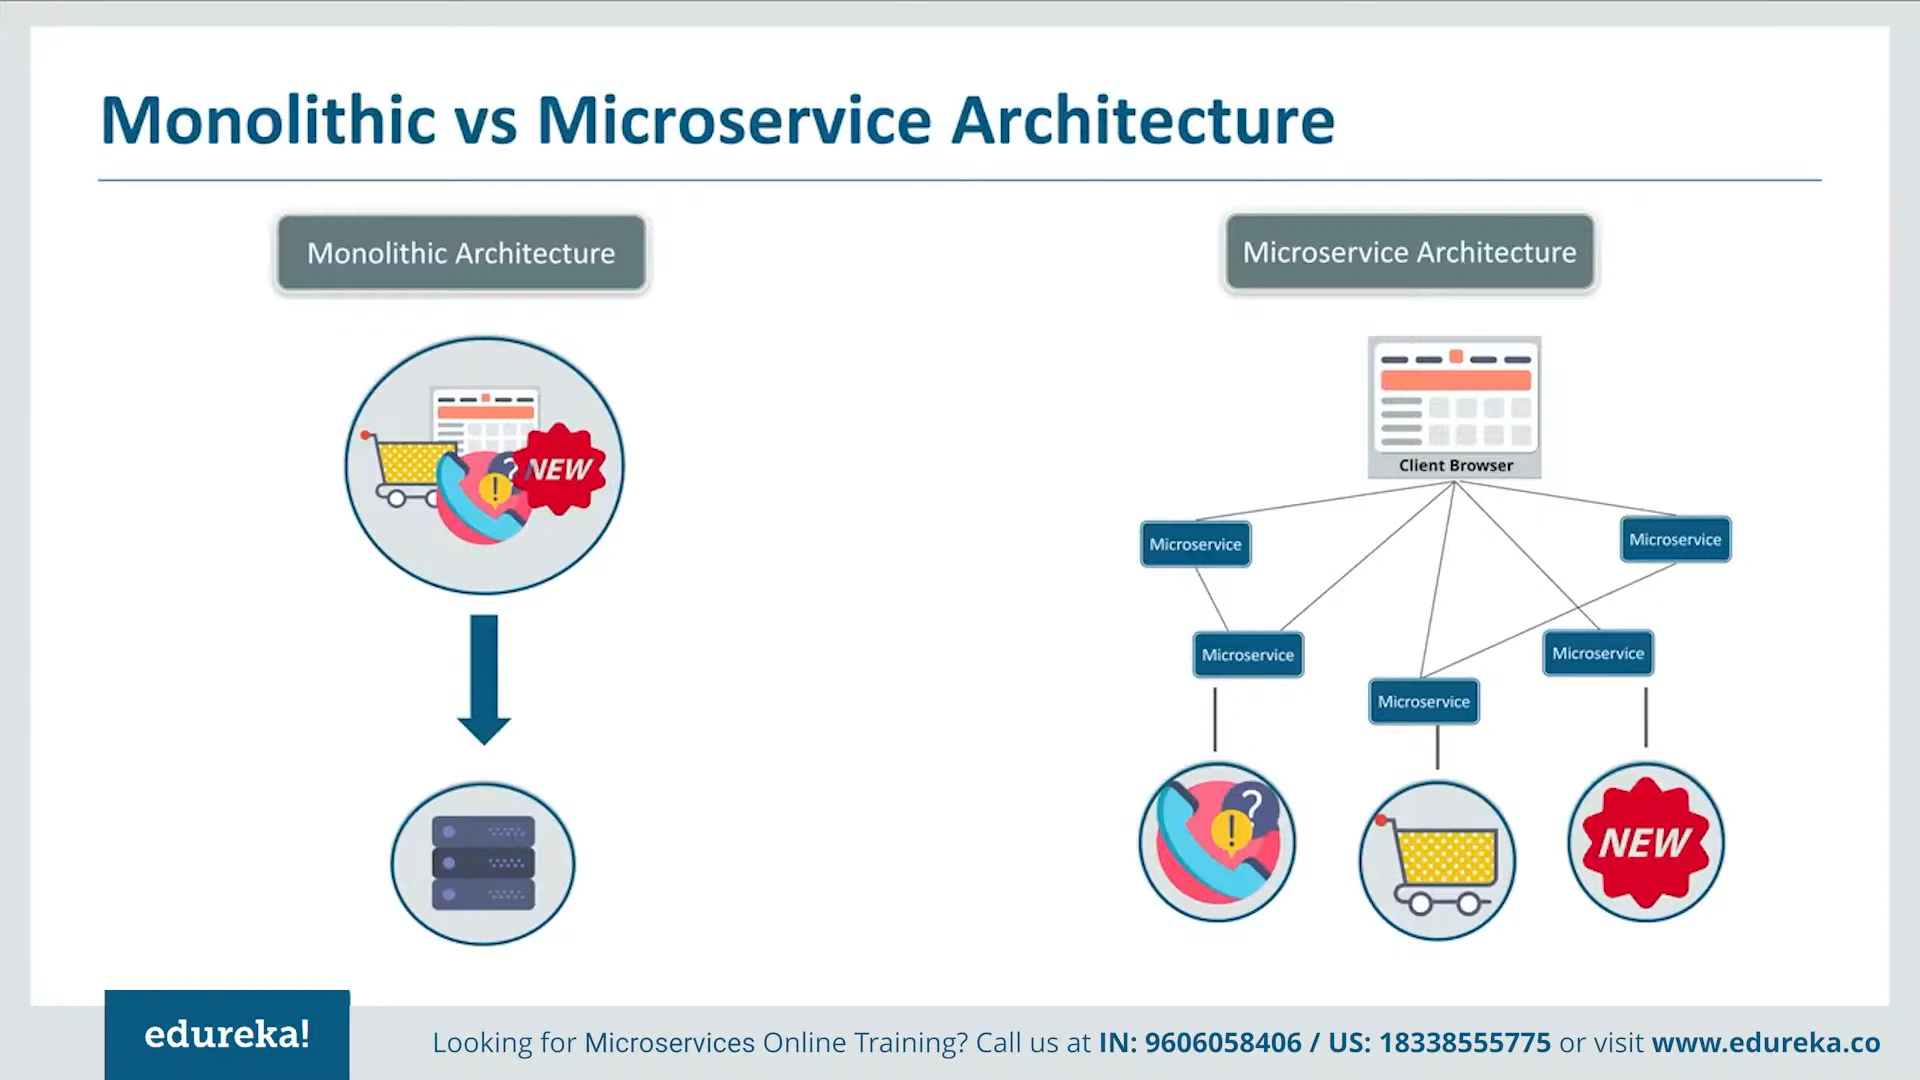 Monolithic vs Microservice Architecture
Monolithic Architecture
Microservice Architecture
NEW
?
!
Client Browser
Microservice
Microservice
Microservice
Microservice
Microservice
?
!
NEW
edureka!
Looking for Microservices Online Training? Call us at IN: 9606058406 / US: 18338555775 or visit www.edureka.co